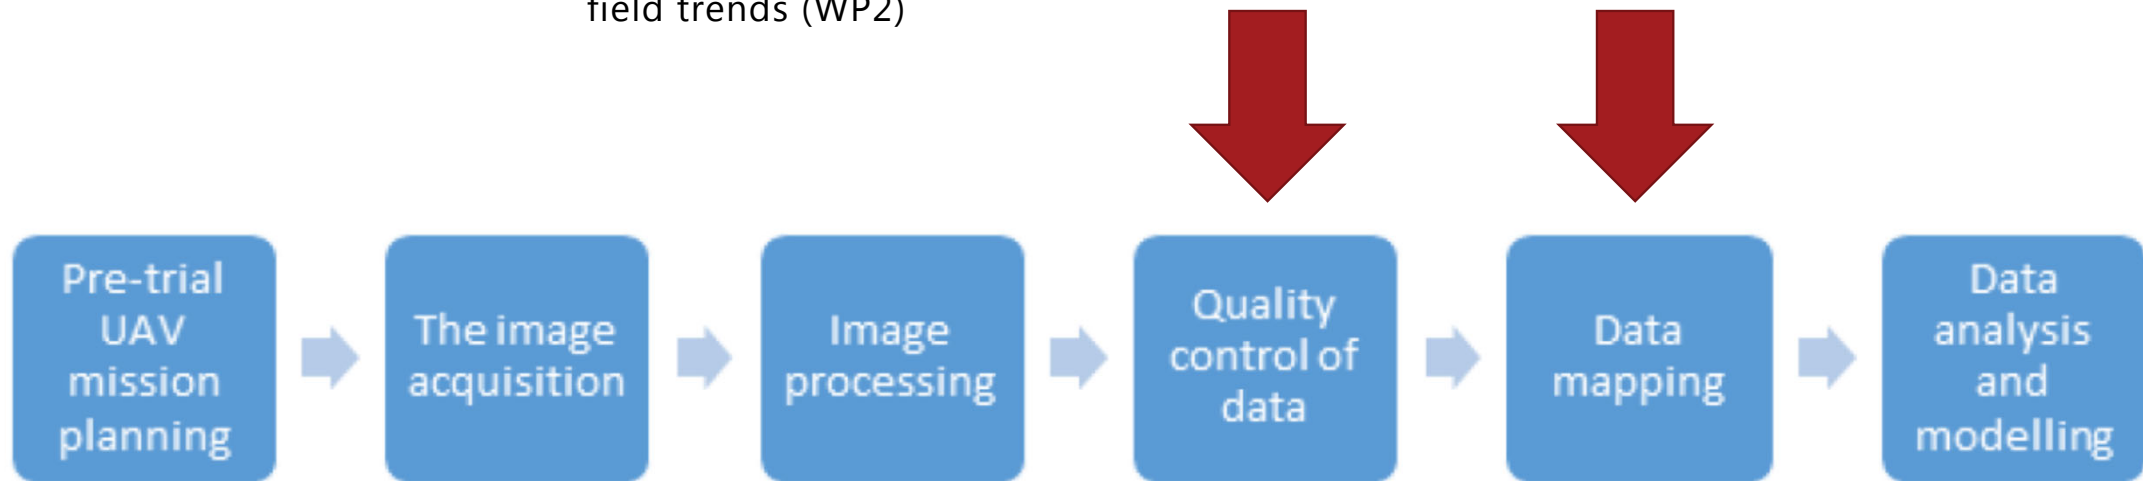 field trends (WP2)
Pre-trial
UAV
mission
planning
The image
acquisition
Image
processing
Quality
control of
data
Data
mapping
Data
analysis
and
modelling